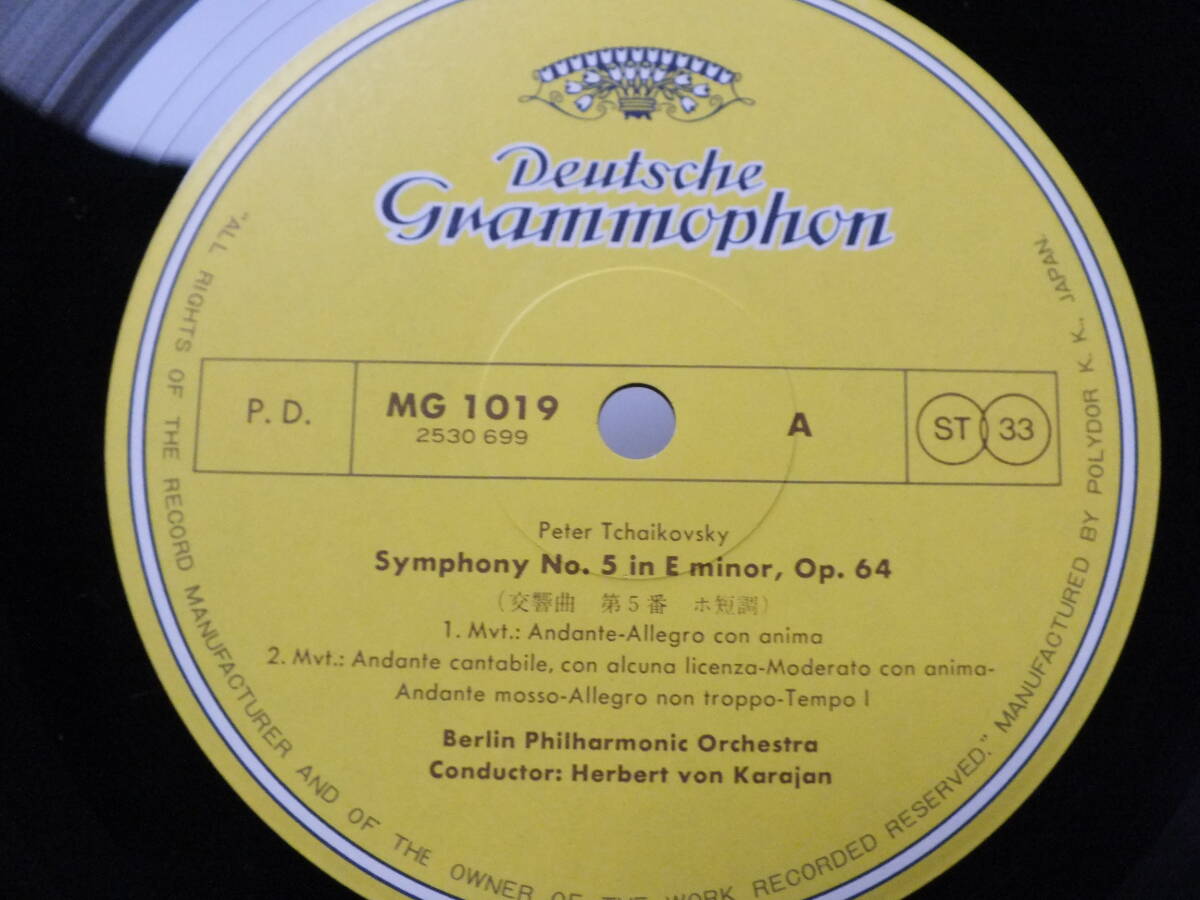 Deutsche
Grammophon
P. D.
MG 1019
2530 699
A
ST 33
Peter Tchaikovsky
Symphony No. 5 in E minor, Op. 64
(交響曲 第5番 ホ短調)
1. Mvt.: Andante-Allegro con anima
2. Mvt.: Andante cantabile, con alcuna licenza-Moderato con anima-
Andante mosso-Allegro non troppo-Tempo I
Berlin Philharmonic Orchestra
Conductor: Herbert von Karajan
"ALL RIGHTS OF THE RECORD MANUFACTURER AND OF THE OWNER OF THE WORK RECORDED RESERVED." MANUFACTURED BY POLYDOR K. K., JAPAN.